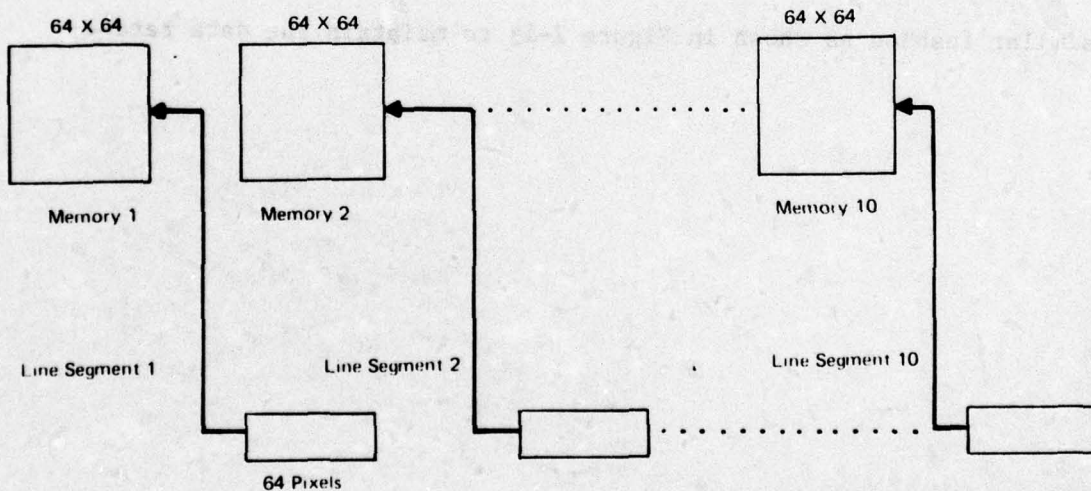 64 X 64
64 X 64
64 X 64
Memory 1
Memory 2
Memory 10
Line Segment 1
Line Segment 2
Line Segment 10
64 Pixels